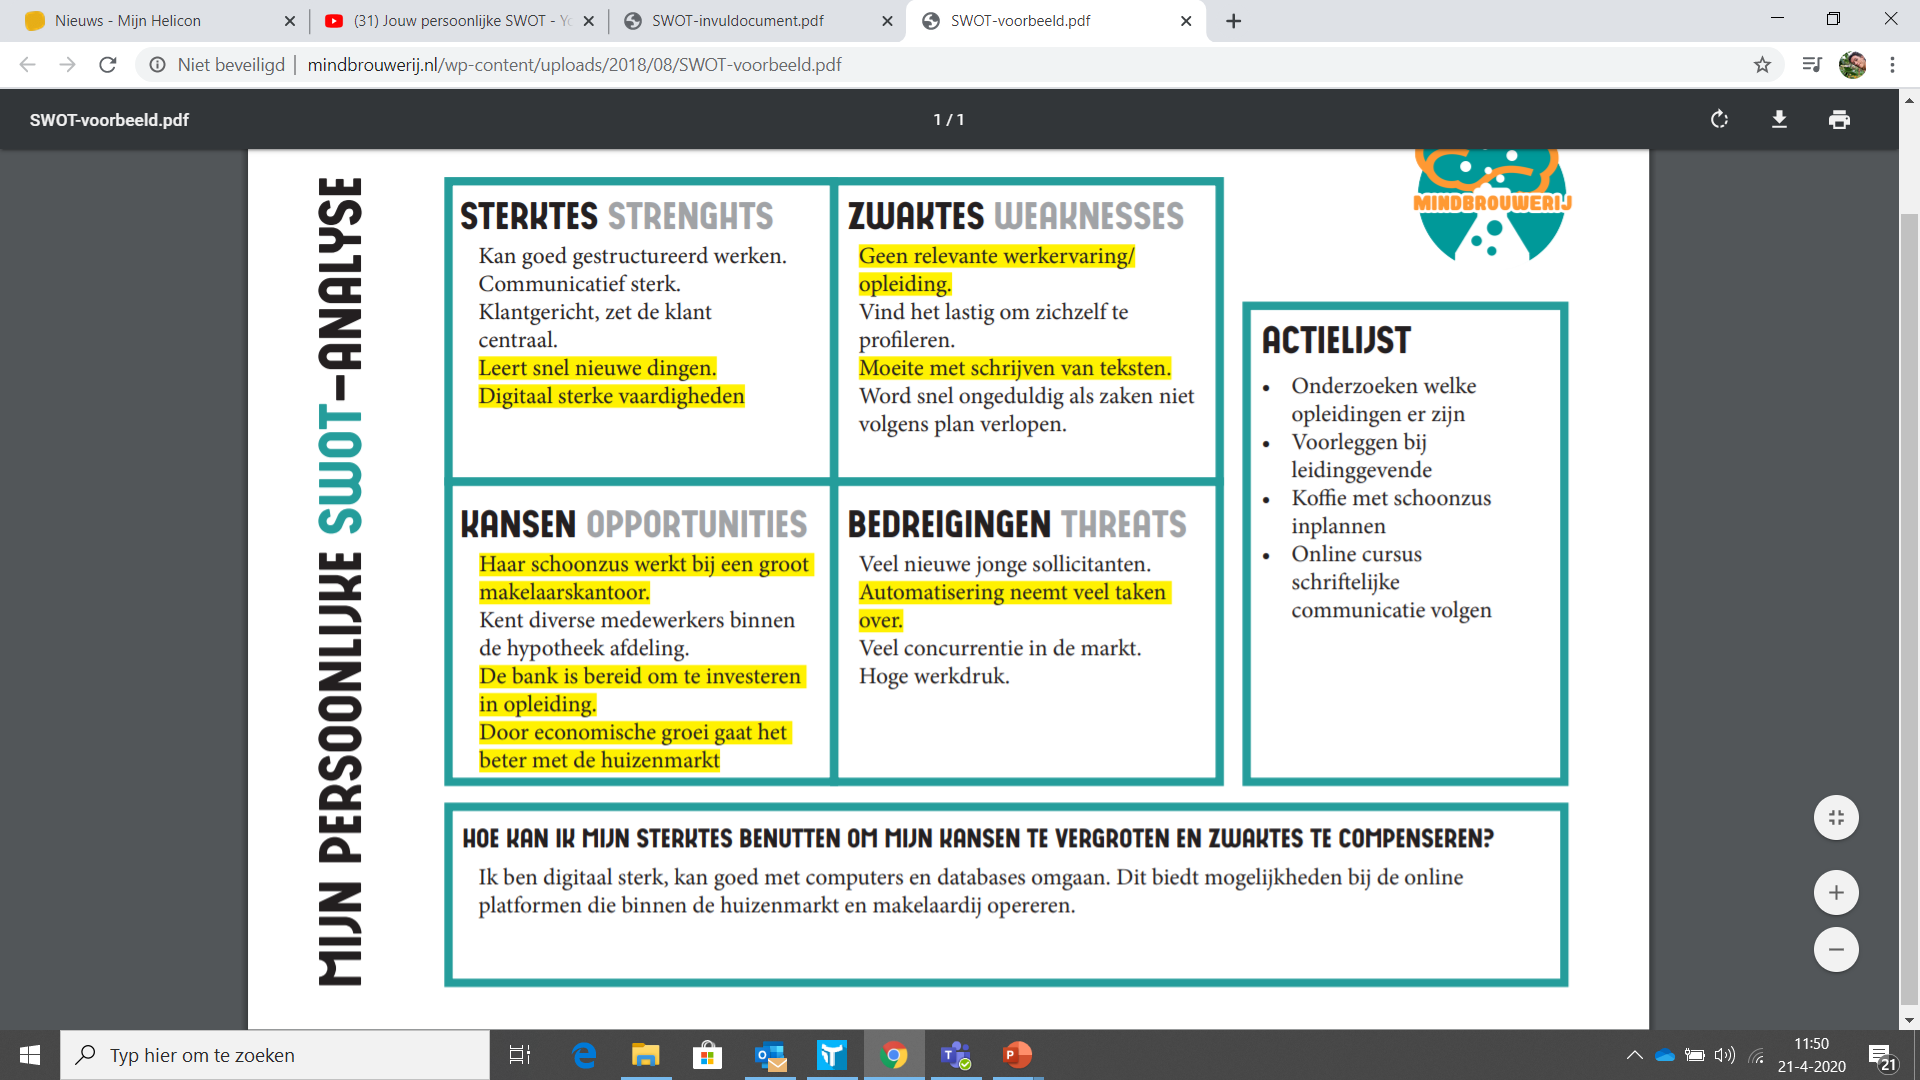 Nieuws - Mijn Helicon
(31) Jouw persoonlijke SWOT - Yo
SWOT-invuldocument.pdf
SWOT-voorbeeld.pdf
Niet beveiligd | mindbrouwerij.nl/wp-content/uploads/2018/08/SWOT-voorbeeld.pdf
SWOT-voorbeeld.pdf
1 / 1
MIJN PERSOONLIJKE SWOT-ANALYSE
STERKTES STRENGHTS
Kan goed gestructureerd werken.
Communicatief sterk.
Klantgericht, zet de klant
centraal.
Leert snel nieuwe dingen.
Digitaal sterke vaardigheden
ZWAKTES WEAKNESSES
Geen relevante werkervaring/
opleiding.
Vind het lastig om zichzelf te
profileren.
Moeite met schrijven van teksten.
Word snel ongeduldig als zaken niet
volgens plan verlopen.
KANSEN OPPORTUNITIES
Haar schoonzus werkt bij een groot
makelaarskantoor.
Kent diverse medewerkers binnen
de hypotheek afdeling.
De bank is bereid om te investeren
in opleiding.
Door economische groei gaat het
beter met de huizenmarkt
BEDREIGINGEN THREATS
Veel nieuwe jonge sollicitanten.
Automatisering neemt veel taken
over.
Veel concurrentie in de markt.
Hoge werkdruk.
MINDBROUWERIJ
ACTIELIJST
• Onderzoeken welke
opleidingen er zijn
• Voorleggen bij
leidinggevende
• Koffie met schoonzus
inplannen
• Online cursus
schriftelijke
communicatie volgen
HOE KAN IK MIJN STERKTES BENUTTEN OM MIJN KANSEN TE VERGROTEN EN ZWAKTES TE COMPENSEREN?
Ik ben digitaal sterk, kan goed met computers en databases omgaan. Dit biedt mogelijkheden bij de online
platformen die binnen de huizenmarkt en makelaardij opereren.
Typ hier om te zoeken
11:50
21-4-2020
21